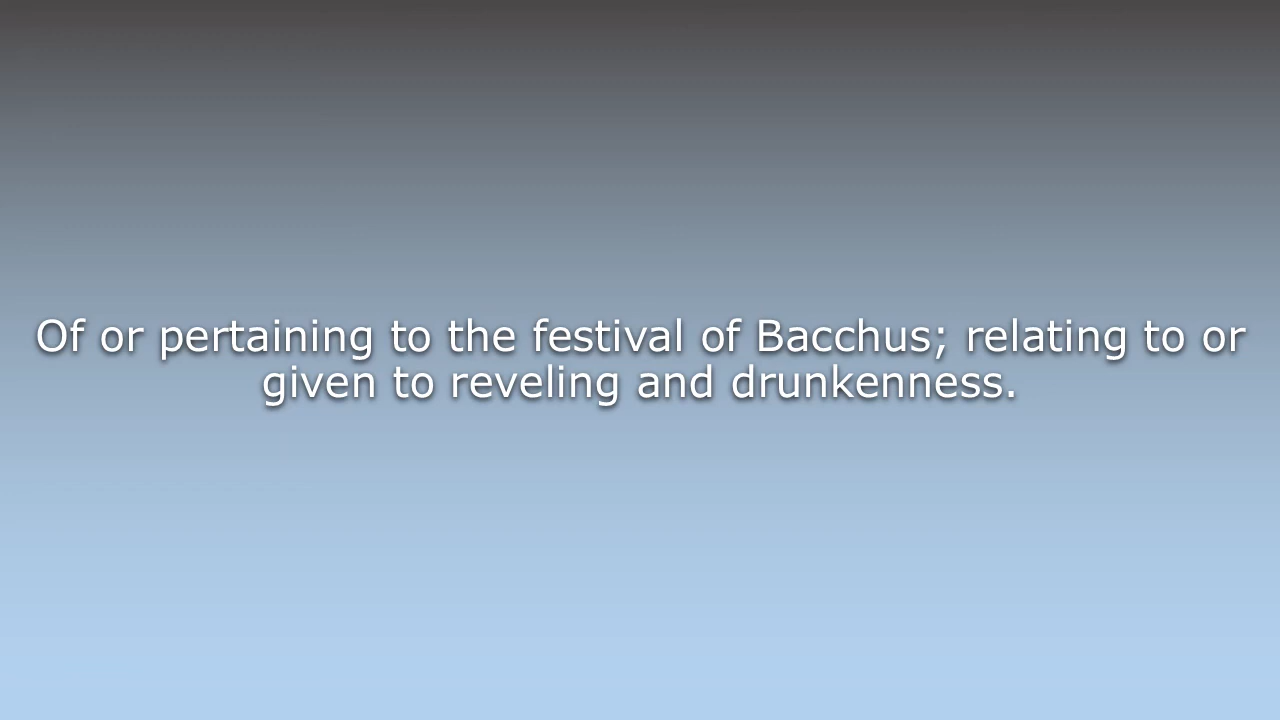 Of or pertaining to the festival of Bacchus; relating to or
given to reveling and drunkenness.